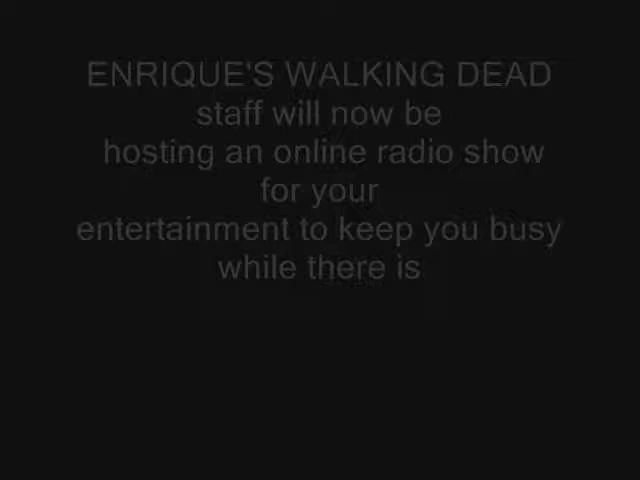 ENRIQUE'S WALKING DEAD
staff will now be
hosting an online radio show
for your
entertainment to keep you busy
while there is